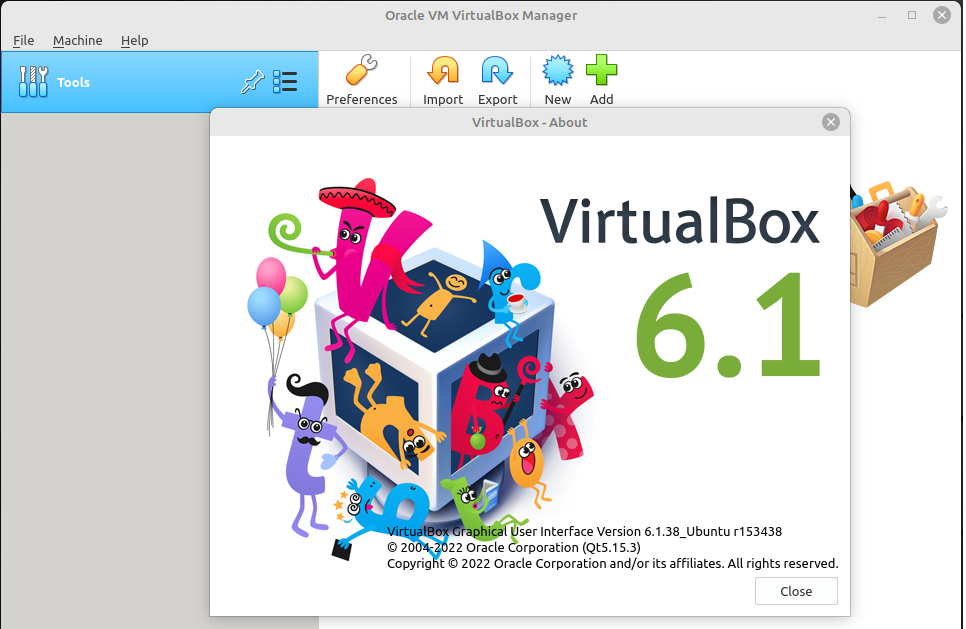 Oracle VM VirtualBox Manager
File Machine Help
Tools
Preferences Import Export New Add
VirtualBox - About
VirtualBox
6.1
VirtualBox Graphical User Interface Version 6.1.38_Ubuntu r153438
© 2004-2022 Oracle Corporation (Qt5.15.3)
Copyright © 2022 Oracle Corporation and/or its affiliates. All rights reserved.
Close